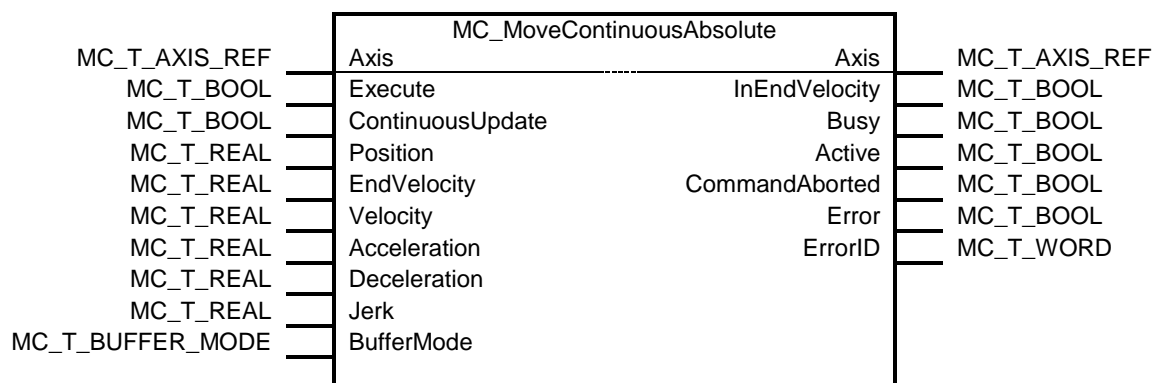 MC_MoveContinuousAbsolute
MC_T_AXIS_REF Axis Axis MC_T_AXIS_REF
MC_T_BOOL Execute InEndVelocity MC_T_BOOL
MC_T_BOOL ContinuousUpdate Busy MC_T_BOOL
MC_T_REAL Position Active MC_T_BOOL
MC_T_REAL EndVelocity CommandAborted MC_T_BOOL
MC_T_REAL Velocity Error MC_T_BOOL
MC_T_REAL Acceleration ErrorID MC_T_WORD
MC_T_REAL Deceleration
MC_T_REAL Jerk
MC_T_BUFFER_MODE BufferMode